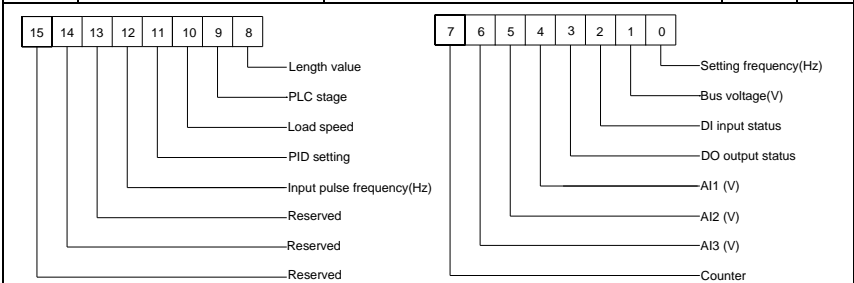 15 14 13 12 11 10 9 8
Length value
PLC stage
Load speed
PID setting
Input pulse frequency(Hz)
Reserved
Reserved
Reserved
7 6 5 4 3 2 1 0
Setting frequency(Hz)
Bus voltage(V)
DI input status
DO output status
AI1 (V)
AI2 (V)
AI3 (V)
Counter